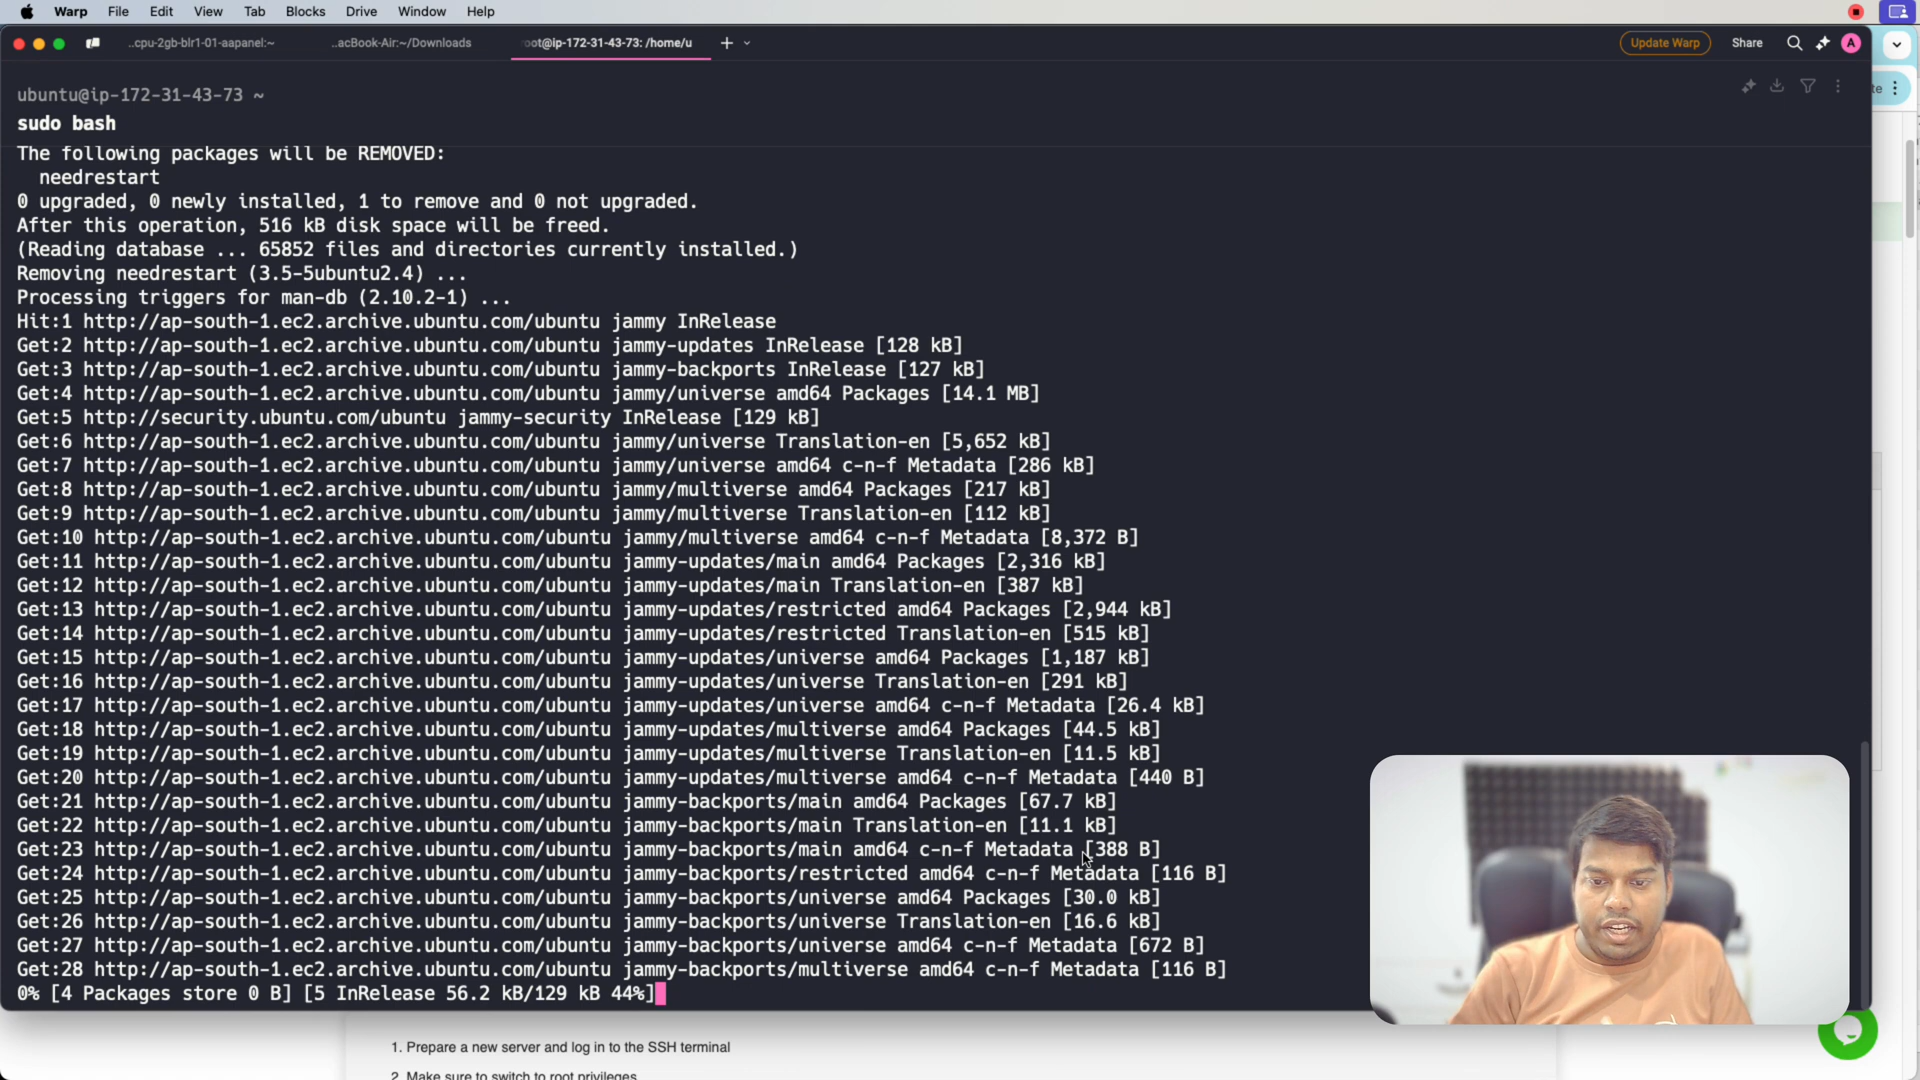 Warp File Edit View Tab Blocks Drive Window Help
..cpu-2gb-blr1-01-aapanel:~ ..acBook-Air:~/Downloads oot@ip-172-31-43-73: /home/u Update Warp Share A
ubuntu@ip-172-31-43-73 ~
sudo bash
The following packages will be REMOVED:
needrestart
0 upgraded, 0 newly installed, 1 to remove and 0 not upgraded.
After this operation, 516 kB disk space will be freed.
(Reading database ... 65852 files and directories currently installed.)
Removing needrestart (3.5-5ubuntu2.4) ...
Processing triggers for man-db (2.10.2-1) ...
Hit:1 http://ap-south-1.ec2.archive.ubuntu.com/ubuntu jammy InRelease
Get:2 http://ap-south-1.ec2.archive.ubuntu.com/ubuntu jammy-updates InRelease [128 kB]
Get:3 http://ap-south-1.ec2.archive.ubuntu.com/ubuntu jammy-backports InRelease [127 kB]
Get:4 http://ap-south-1.ec2.archive.ubuntu.com/ubuntu jammy/universe amd64 Packages [14.1 MB]
Get:5 http://security.ubuntu.com/ubuntu jammy-security InRelease [129 kB]
Get:6 http://ap-south-1.ec2.archive.ubuntu.com/ubuntu jammy/universe Translation-en [5,652 kB]
Get:7 http://ap-south-1.ec2.archive.ubuntu.com/ubuntu jammy/universe amd64 c-n-f Metadata [286 kB]
Get:8 http://ap-south-1.ec2.archive.ubuntu.com/ubuntu jammy/multiverse amd64 Packages [217 kB]
Get:9 http://ap-south-1.ec2.archive.ubuntu.com/ubuntu jammy/multiverse Translation-en [112 kB]
Get:10 http://ap-south-1.ec2.archive.ubuntu.com/ubuntu jammy/multiverse amd64 c-n-f Metadata [8,372 B]
Get:11 http://ap-south-1.ec2.archive.ubuntu.com/ubuntu jammy-updates/main amd64 Packages [2,316 kB]
Get:12 http://ap-south-1.ec2.archive.ubuntu.com/ubuntu jammy-updates/main Translation-en [387 kB]
Get:13 http://ap-south-1.ec2.archive.ubuntu.com/ubuntu jammy-updates/restricted amd64 Packages [2,944 kB]
Get:14 http://ap-south-1.ec2.archive.ubuntu.com/ubuntu jammy-updates/restricted Translation-en [515 kB]
Get:15 http://ap-south-1.ec2.archive.ubuntu.com/ubuntu jammy-updates/universe amd64 Packages [1,187 kB]
Get:16 http://ap-south-1.ec2.archive.ubuntu.com/ubuntu jammy-updates/universe Translation-en [291 kB]
Get:17 http://ap-south-1.ec2.archive.ubuntu.com/ubuntu jammy-updates/universe amd64 c-n-f Metadata [26.4 kB]
Get:18 http://ap-south-1.ec2.archive.ubuntu.com/ubuntu jammy-updates/multiverse amd64 Packages [44.5 kB]
Get:19 http://ap-south-1.ec2.archive.ubuntu.com/ubuntu jammy-updates/multiverse Translation-en [11.5 kB]
Get:20 http://ap-south-1.ec2.archive.ubuntu.com/ubuntu jammy-updates/multiverse amd64 c-n-f Metadata [440 B]
Get:21 http://ap-south-1.ec2.archive.ubuntu.com/ubuntu jammy-backports/main amd64 Packages [67.7 kB]
Get:22 http://ap-south-1.ec2.archive.ubuntu.com/ubuntu jammy-backports/main Translation-en [11.1 kB]
Get:23 http://ap-south-1.ec2.archive.ubuntu.com/ubuntu jammy-backports/main amd64 c-n-f Metadata [388 B]
Get:24 http://ap-south-1.ec2.archive.ubuntu.com/ubuntu jammy-backports/restricted amd64 c-n-f Metadata [116 B]
Get:25 http://ap-south-1.ec2.archive.ubuntu.com/ubuntu jammy-backports/universe amd64 Packages [30.0 kB]
Get:26 http://ap-south-1.ec2.archive.ubuntu.com/ubuntu jammy-backports/universe Translation-en [16.6 kB]
Get:27 http://ap-south-1.ec2.archive.ubuntu.com/ubuntu jammy-backports/universe amd64 c-n-f Metadata [672 B]
Get:28 http://ap-south-1.ec2.archive.ubuntu.com/ubuntu jammy-backports/multiverse amd64 c-n-f Metadata [116 B]
0% [4 Packages store 0 B] [5 InRelease 56.2 kB/129 kB 44%]
1. Prepare a new server and log in to the SSH terminal
2. Make sure to switch to root privileges